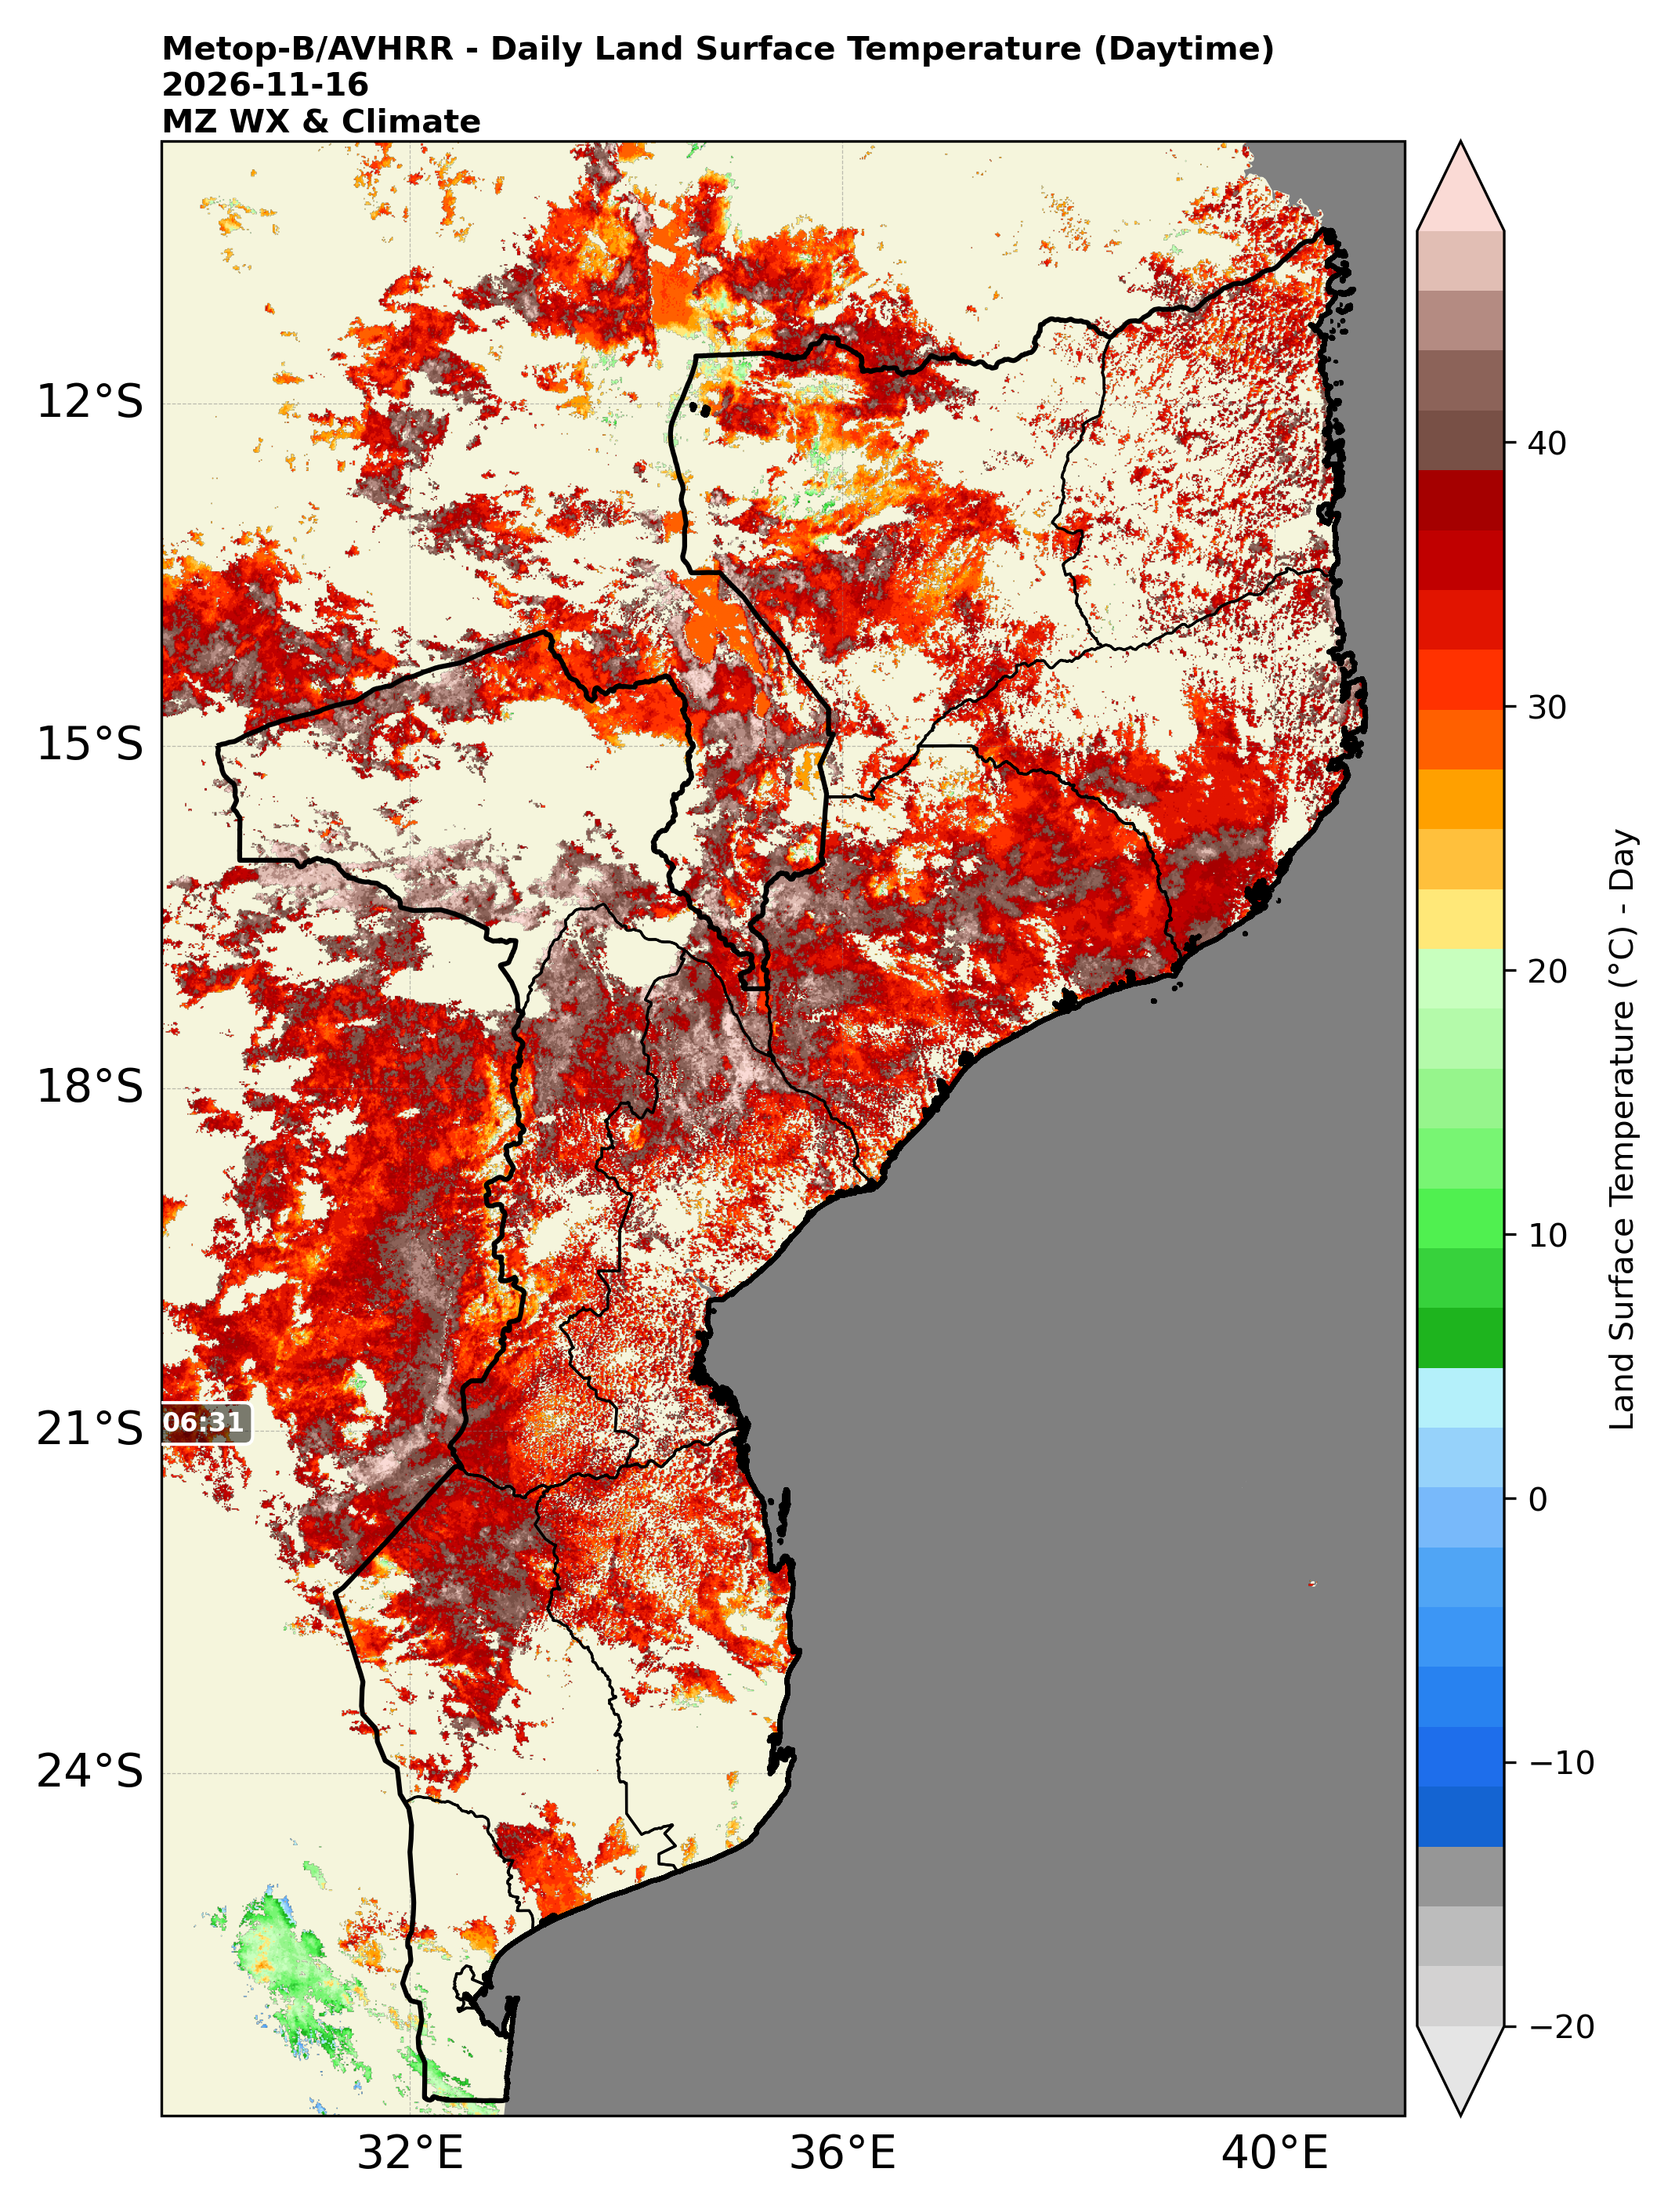 Metop-B/AVHRR - Daily Land Surface Temperature (Daytime)
2026-11-16
MZ WX & Climate
12°S
15°S
18°S
21°S
24°S
06:31
32°E
36°E
40°E
40
30
20
10
0
−10
−20
Land Surface Temperature (°C) - Day